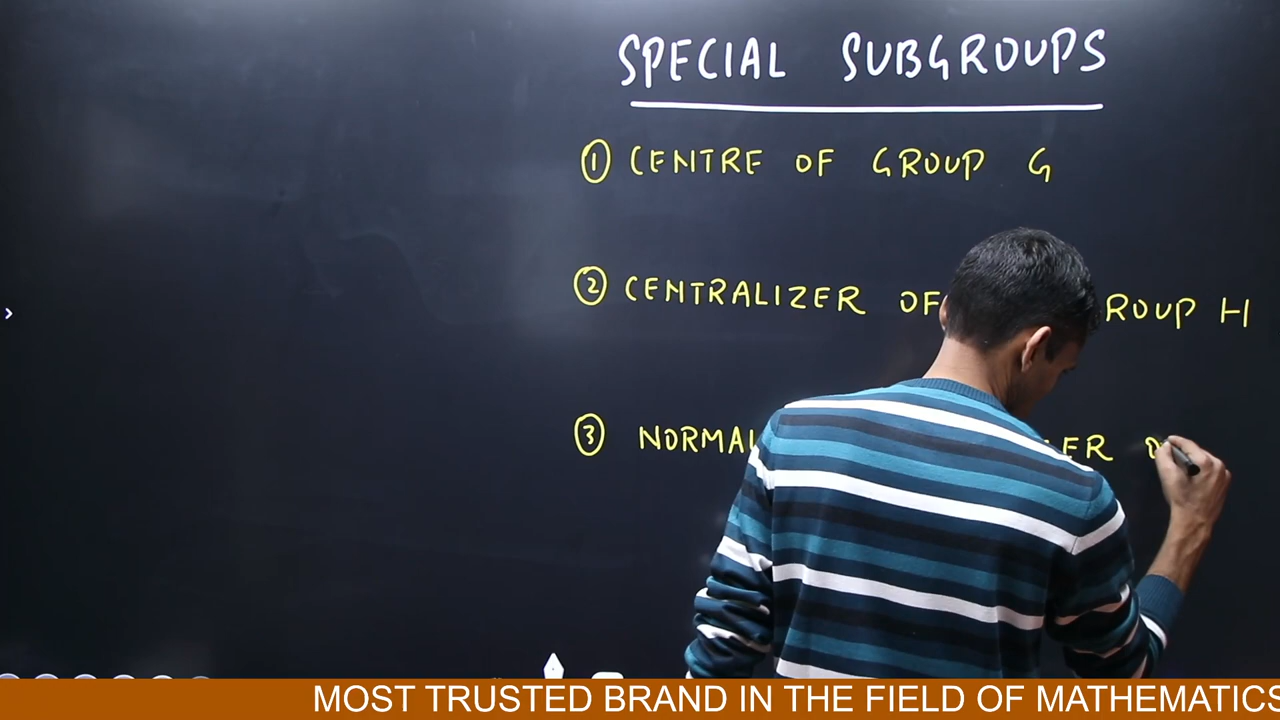 SPECIAL SUBGROUPS
① CENTRE OF GROUP G
② CENTRALIZER OF ROUP H
③ NORMAL ER
MOST TRUSTED BRAND IN THE FIELD OF MATHEMATICS